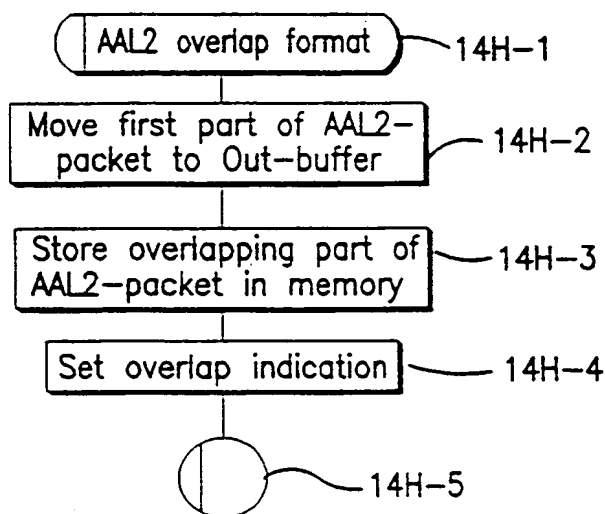 AAL2 overlap format
14H-1
Move first part of AAL2-
packet to Out-buffer
14H-2
Store overlapping part of
AAL2-packet in memory
14H-3
Set overlap indication
14H-4
14H-5